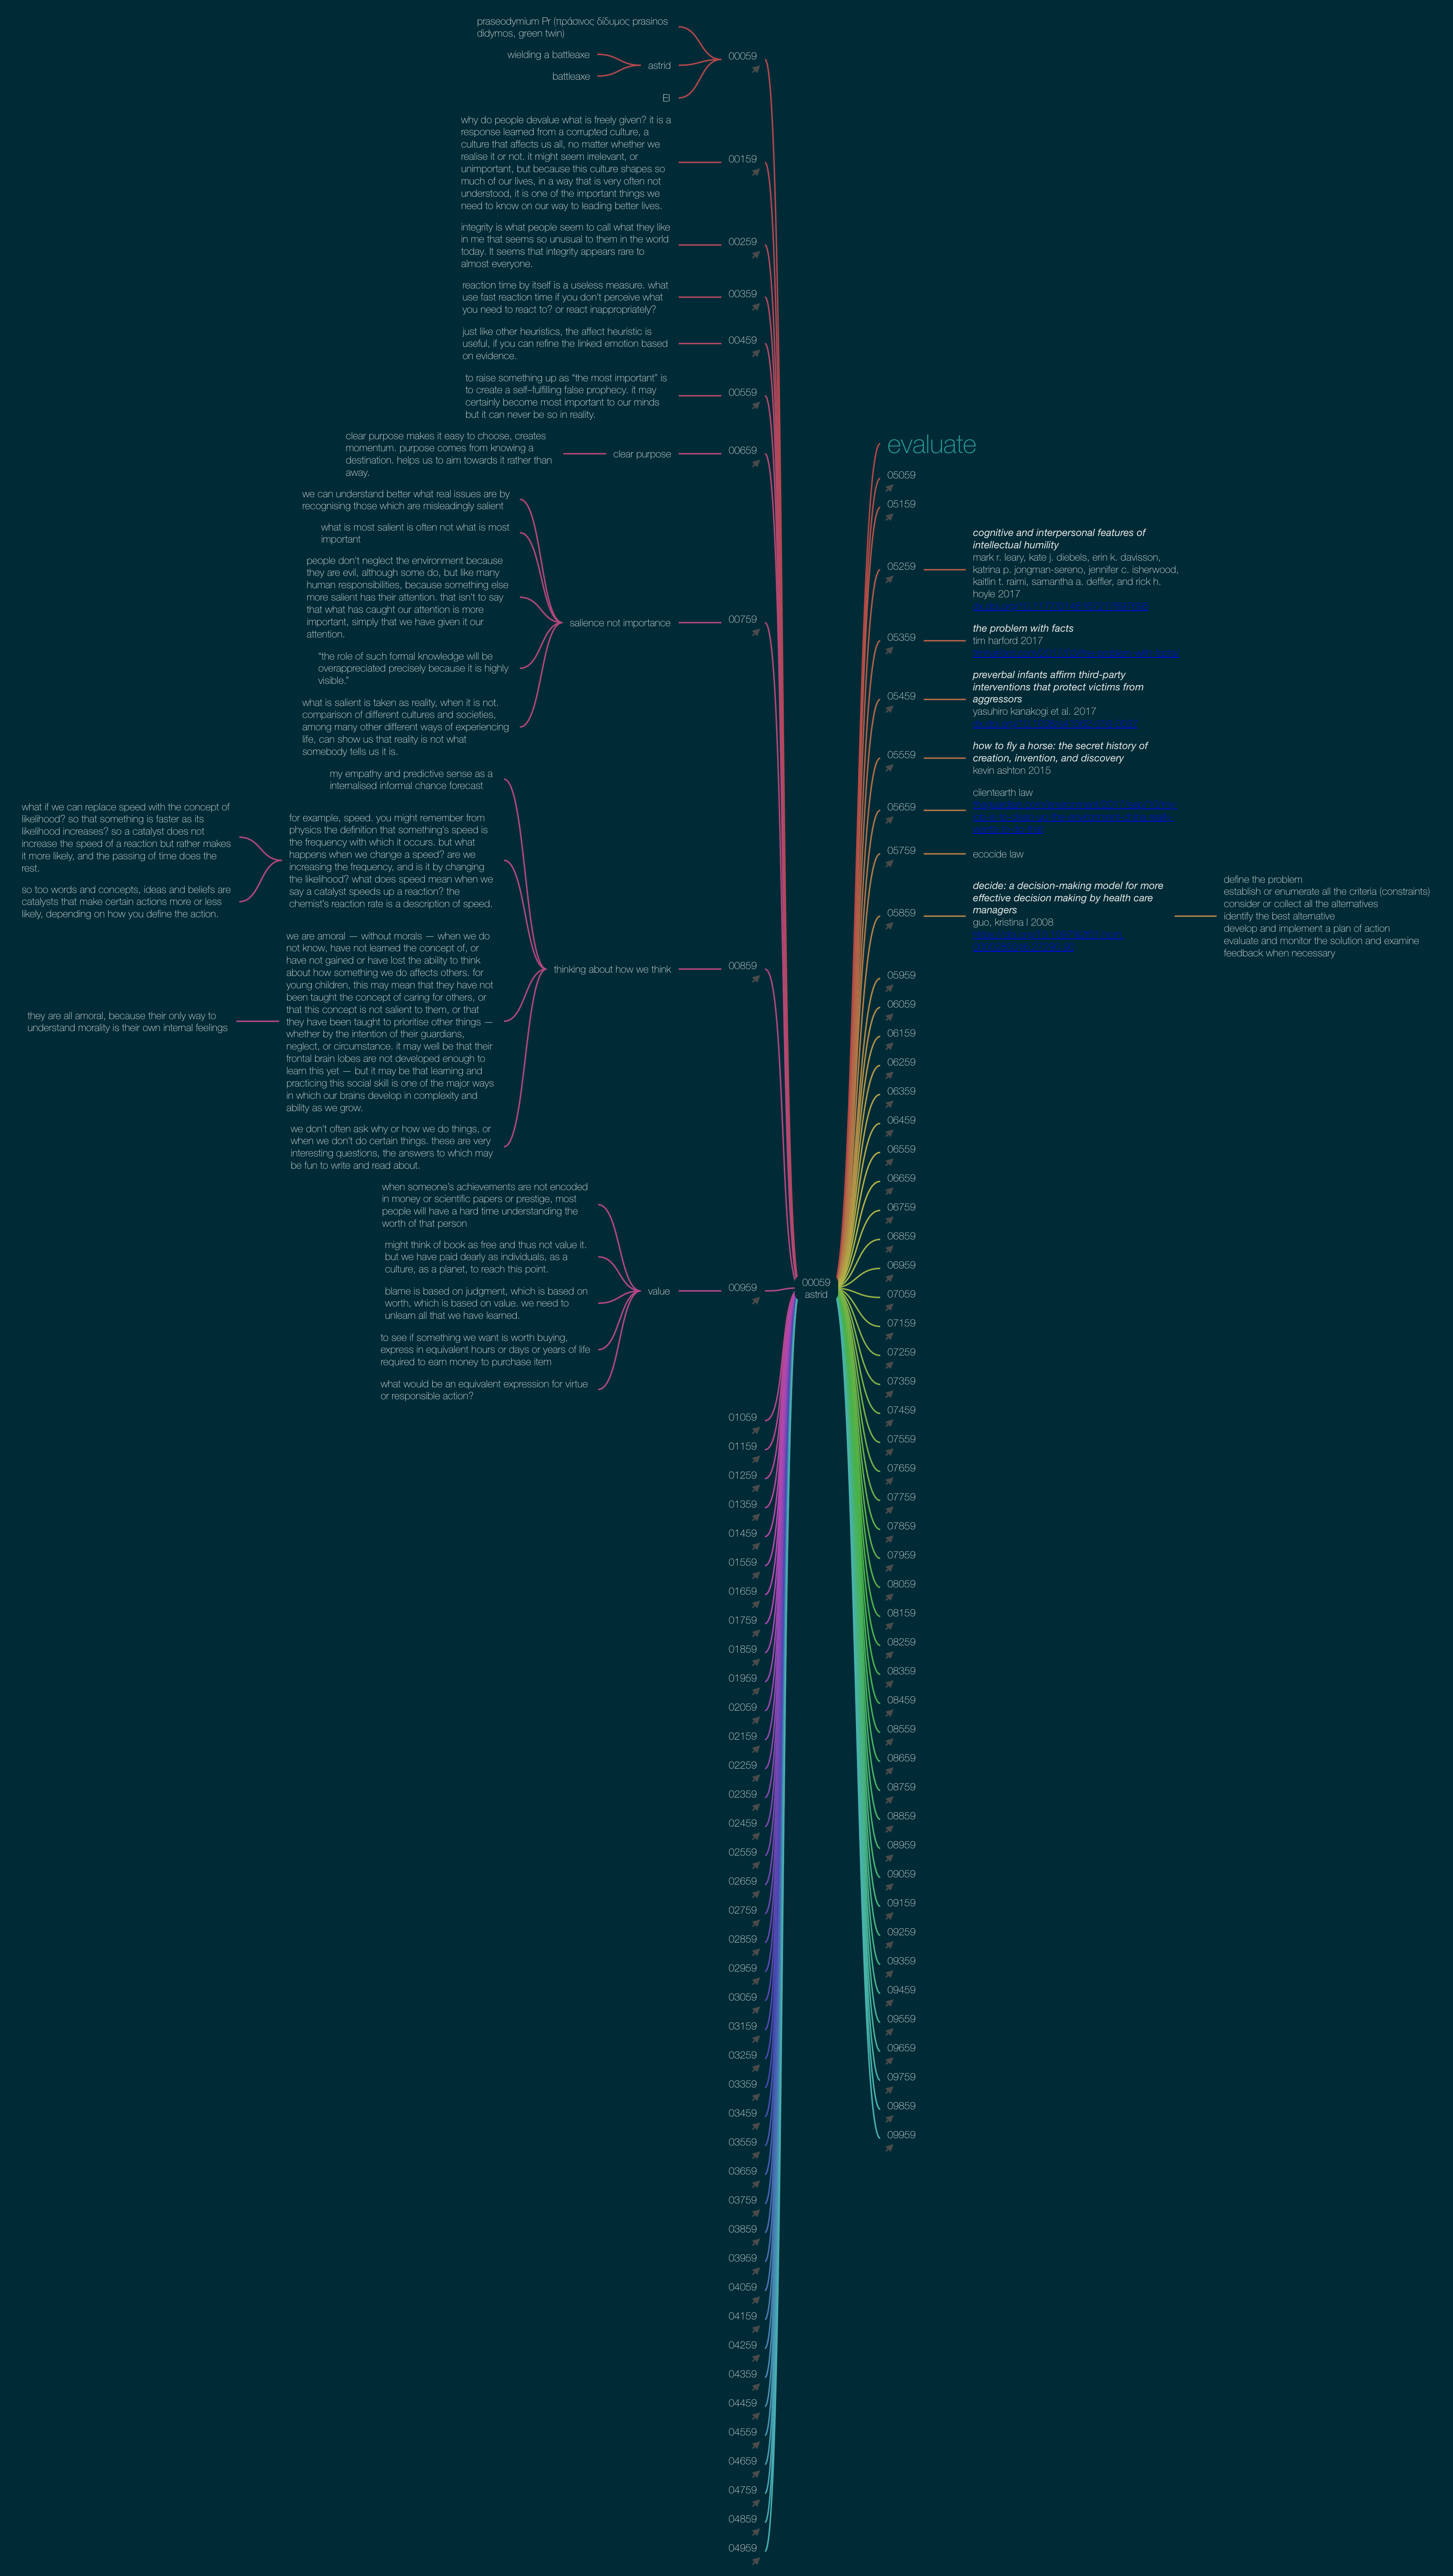 praseodymium Pr (πράσινος δίδυμος prasinos
didymos, green twin)
wielding a battleaxe
battleaxe
astrid
EI
00059
why do people devalue what is freely given? it is a
response learned from a corrupted culture, a
culture that affects us all, no matter whether we
realise it or not. it might seem irrelevant, or
unimportant, but because this culture shapes so
much of our lives, in a way that is very often not
understood, it is one of the important things we
need to know on our way to leading better lives.
00159
integrity is what people seem to call what they like
in me that seems so unusual to them in the world
today. It seems that integrity appears rare to
almost everyone.
00259
reaction time by itself is a useless measure. what
use fast reaction time if you don't perceive what
you need to react to? or react inappropriately?
00359
just like other heuristics, the affect heuristic is
useful, if you can refine the linked emotion based
on evidence.
00459
to raise something up as “the most important” is
to create a self–fulfilling false prophecy. it may
certainly become most important to our minds
but it can never be so in reality.
00559
clear purpose makes it easy to choose, creates
momentum. purpose comes from knowing a
destination. helps us to aim towards it rather than
away.
clear purpose
00659
we can understand better what real issues are by
recognising those which are misleadingly salient
what is most salient is often not what is most
important
people don't neglect the environment because
they are evil, although some do, but like many
human responsibilities, because something else
more salient has their attention. that isn't to say
that what has caught our attention is more
important, simply that we have given it our
attention.
“the role of such formal knowledge will be
overappreciated precisely because it is highly
visible.”
what is salient is taken as reality, when it is not.
comparison of different cultures and societies,
among many other different ways of experiencing
life, can show us that reality is not what
somebody tells us it is.
salience not importance
00759
my empathy and predictive sense as a
internalised informal chance forecast
what if we can replace speed with the concept of
likelihood? so that something is faster as its
likelihood increases? so a catalyst does not
increase the speed of a reaction but rather makes
it more likely, and the passing of time does the
rest.
so too words and concepts, ideas and beliefs are
catalysts that make certain actions more or less
likely, depending on how you define the action.
for example, speed. you might remember from
physics the definition that something's speed is
the frequency with which it occurs. but what
happens when we change a speed? are we
increasing the frequency, and is it by changing
the likelihood? what does speed mean when we
say a catalyst speeds up a reaction? the
chemist's reaction rate is a description of speed.
they are all amoral, because their only way to
understand morality is their own internal feelings
we are amoral — without morals — when we do
not know, have not learned the concept of, or
have not gained or have lost the ability to think
about how something we do affects others. for
young children, this may mean that they have not
been taught the concept of caring for others, or
that this concept is not salient to them, or that
they have been taught to prioritise other things —
whether by the intention of their guardians,
neglect, or circumstance. it may well be that their
frontal brain lobes are not developed enough to
learn this yet — but it may be that learning and
practicing this social skill is one of the major ways
in which our brains develop in complexity and
ability as we grow.
we don't often ask why or how we do things, or
when we don't do certain things. these are very
interesting questions, the answers to which may
be fun to write and read about.
thinking about how we think
00859
when someone's achievements are not encoded
in money or scientific papers or prestige, most
people will have a hard time understanding the
worth of that person
might think of book as free and thus not value it.
but we have paid dearly as individuals, as a
culture, as a planet, to reach this point.
blame is based on judgment, which is based on
worth, which is based on value. we need to
unlearn all that we have learned.
to see if something we want is worth buying,
express in equivalent hours or days or years of life
required to earn money to purchase item
what would be an equivalent expression for virtue
or responsible action?
value
00959
01059
01159
01259
01359
01459
01559
01659
01759
01859
01959
02059
02159
02259
02359
02459
02559
02659
02759
02859
02959
03059
03159
03259
03359
03459
03559
03659
03759
03859
03959
04059
04159
04259
04359
04459
04559
04659
04759
04859
04959
00059
astrid
evaluate
05059
05159
05259
cognitive and interpersonal features of
intellectual humility
mark r. leary, kate j. diebels, erin k. davisson,
katrina p. jongman-sereno, jennifer c. isherwood,
kaitlin t. raimi, samantha a. deffler, and rick h.
hoyle 2017
05359
the problem with facts
tim harford 2017
05459
preverbal infants affirm third-party
interventions that protect victims from
aggressors
yasuhiro kanakogi et al. 2017
05559
how to fly a horse: the secret history of
creation, invention, and discovery
kevin ashton 2015
05659
clientearth law
05759
ecocide law
05859
decide: a decision-making model for more
effective decision making by health care
managers
guo, kristina l 2008
define the problem
establish or enumerate all the criteria (constraints)
consider or collect all the alternatives
identify the best alternative
develop and implement a plan of action
evaluate and monitor the solution and examine
feedback when necessary
05959
06059
06159
06259
06359
06459
06559
06659
06759
06859
06959
07059
07159
07259
07359
07459
07559
07659
07759
07859
07959
08059
08159
08259
08359
08459
08559
08659
08759
08859
08959
09059
09159
09259
09359
09459
09559
09659
09759
09859
09959